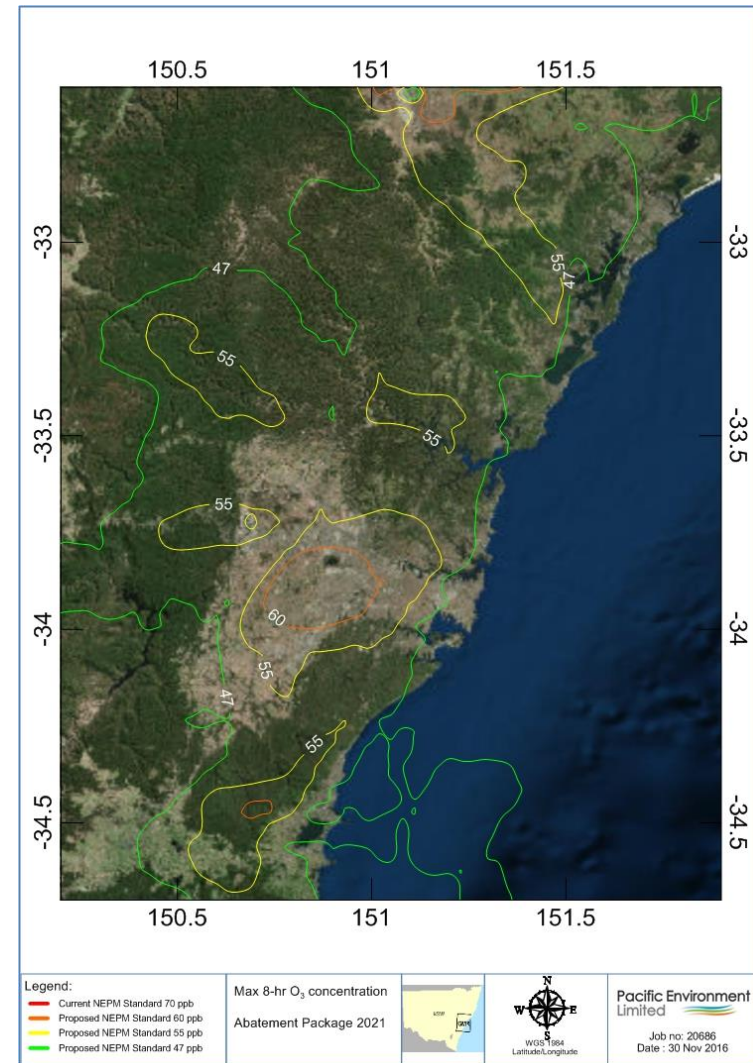 150.5 151 151.5
-33
-33.5
-34
-34.5
-33
-33.5
-34
-34.5
47
55
47
55
55
55
60
55
47
55
150.5 151 151.5
Legend:
Current NEPM Standard 70 ppb
Proposed NEPM Standard 60 ppb
Proposed NEPM Standard 55 ppb
Proposed NEPM Standard 47 ppb
Max 8-hr O₃ concentration
Abatement Package 2021
NSW
GMR
N
W E
S
WGS 1984
Latitude/Longitude
Pacific Environment
Limited
Job no: 20686
Date : 30 Nov 2016